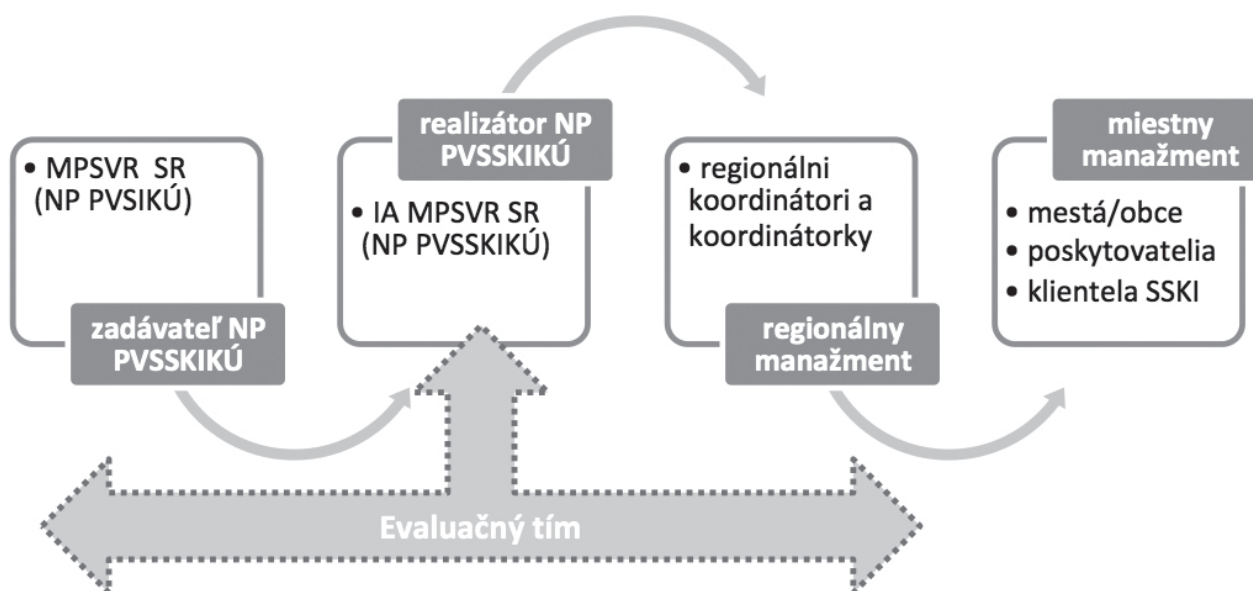 • MPSVR SR
(NP PVSIKÚ)
zadávateľ NP
PVSSKIKÚ
realizátor NP
PVSSKIKÚ
• IA MPSVR SR
(NP PVSSKIKÚ)
• regionálni
koordinátori a
koordinátorky
regionálny
manažment
miestny
manažment
• mestá/obce
• poskytovatelia
• klientela SSKI
Evaluačný tím